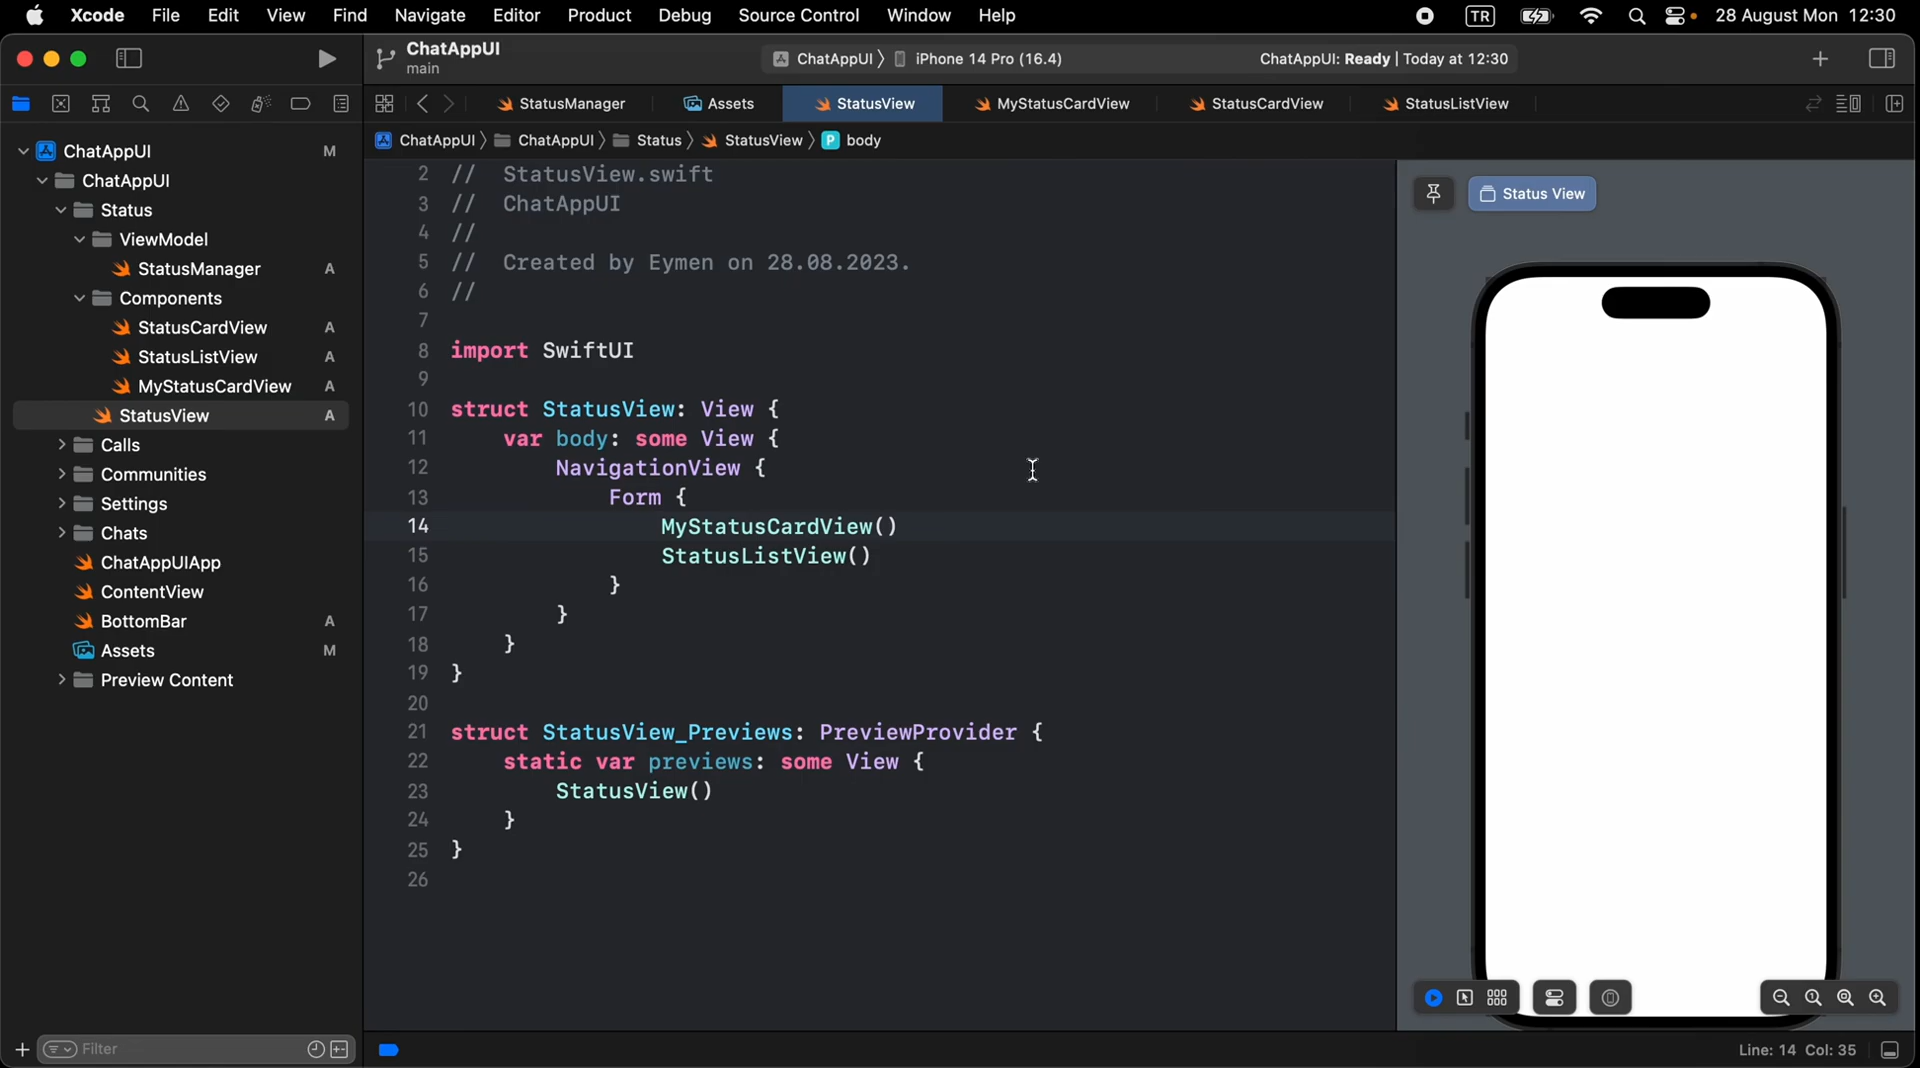 Xcode File Edit View Find Navigate Editor Product Debug Source Control Window Help TR 28 August Mon 12:30
ChatAppUI
main
ChatAppUI 〉 iPhone 14 Pro (16.4)
ChatAppUI: Ready | Today at 12:30
StatusManager Assets StatusView MyStatusCardView StatusCardView StatusListView
ChatAppUI 〉 ChatAppUI 〉 Status 〉 StatusView 〉 P body
ChatAppUI M
ChatAppUI
Status
ViewModel
StatusManager A
Components
StatusCardView A
StatusListView A
MyStatusCardView A
StatusView A
Calls
Communities
Settings
Chats
ChatAppUIApp
ContentView
BottomBar A
Assets M
Preview Content
Filter
2 //  StatusView.swift
3 //  ChatAppUI
4 //
5 //  Created by Eymen on 28.08.2023.
6 //
7
8 import SwiftUI
9
10 struct StatusView: View {
11     var body: some View {
12         NavigationView {
13             Form {
14                 MyStatusCardView()
15                 StatusListView()
16             }
17         }
18     }
19 }
20
21 struct StatusView_Previews: PreviewProvider {
22     static var previews: some View {
23         StatusView()
24     }
25 }
26
Status View
Line: 14 Col: 35